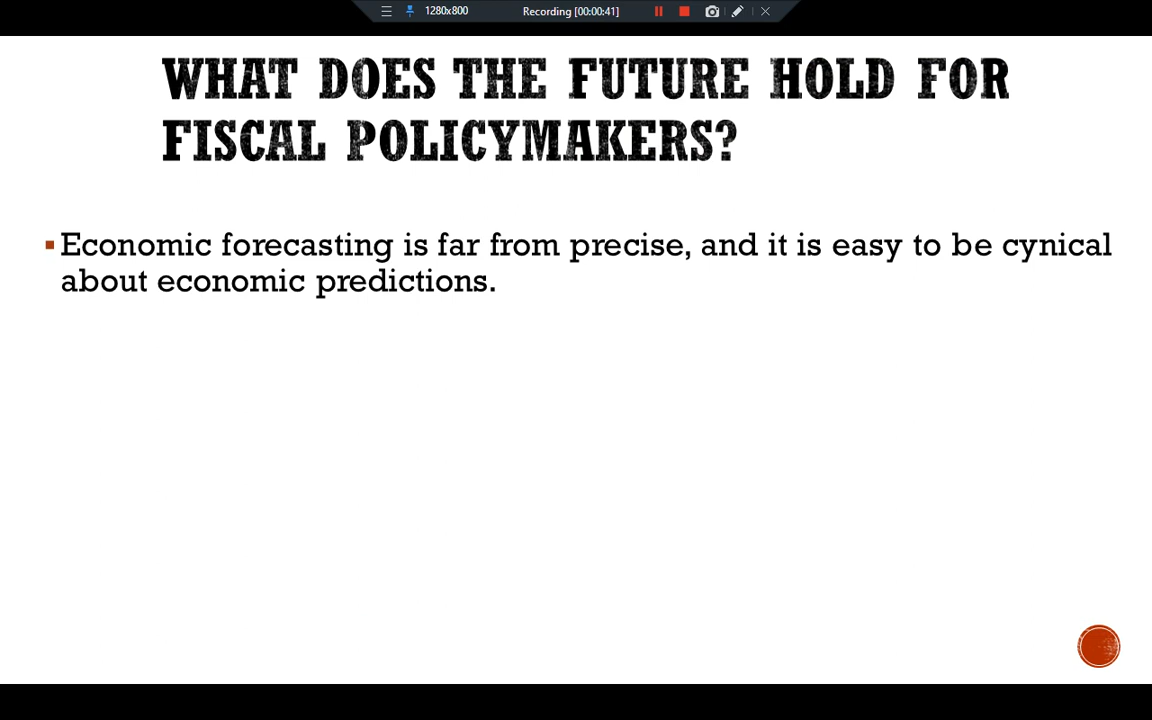 1280x800 Recording [00:00:41]
WHAT DOES THE FUTURE HOLD FOR
FISCAL POLICYMAKERS?
Economic forecasting is far from precise, and it is easy to be cynical
about economic predictions.